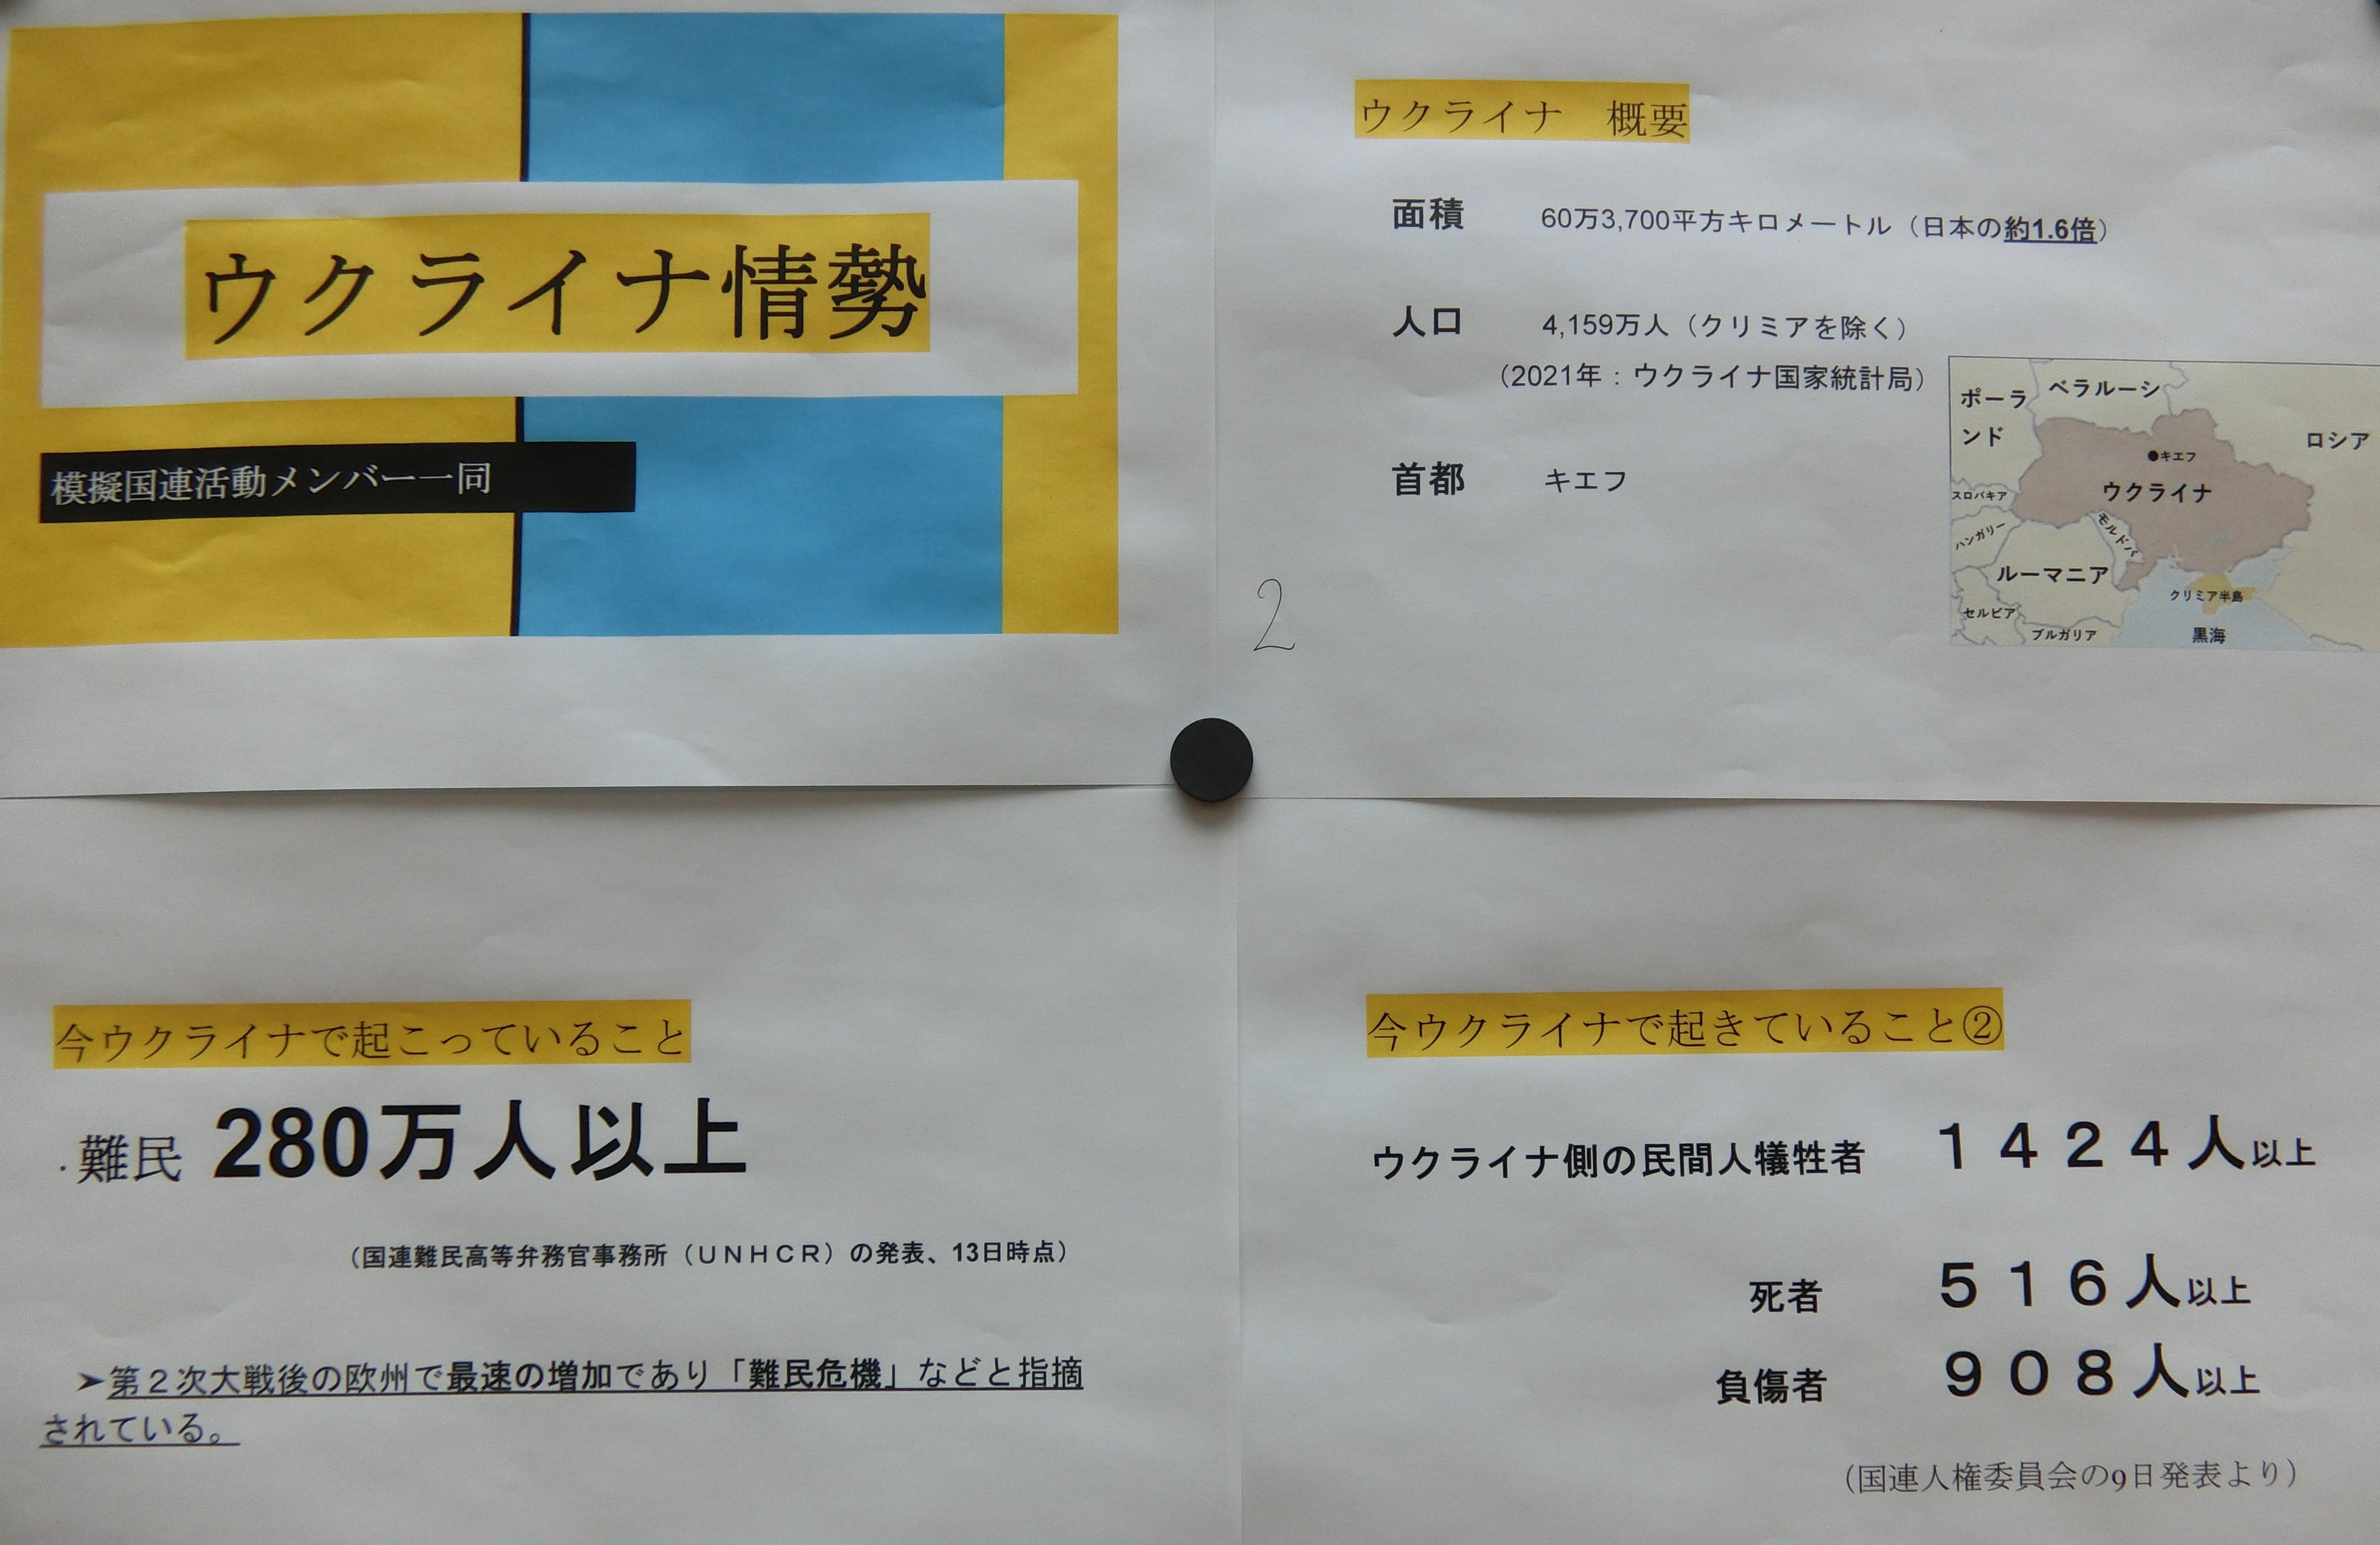 ウクライナ情勢
模擬国連活動メンバー一同
ウクライナ　概要
面積　60万3,700平方キロメートル（日本の約1.6倍）
人口　4,159万人（クリミアを除く）
（2021年：ウクライナ国家統計局）
首都　キエフ
ポーラ
ンド
ベラルーシ
ロシア
●キエフ
ウクライナ
スロバキア
ハンガリー
モルドバ
ルーマニア
クリミア半島
セルビア
ブルガリア
黒海
2
今ウクライナで起こっていること
・難民 280万人以上
（国連難民高等弁務官事務所（ＵＮＨＣＲ）の発表、13日時点）
➤第２次大戦後の欧州で最速の増加であり「難民危機」などと指摘
されている。
今ウクライナで起きていること②
ウクライナ側の民間人犠牲者　１４２４人以上
死者　５１６人以上
負傷者　９０８人以上
（国連人権委員会の9日発表より）